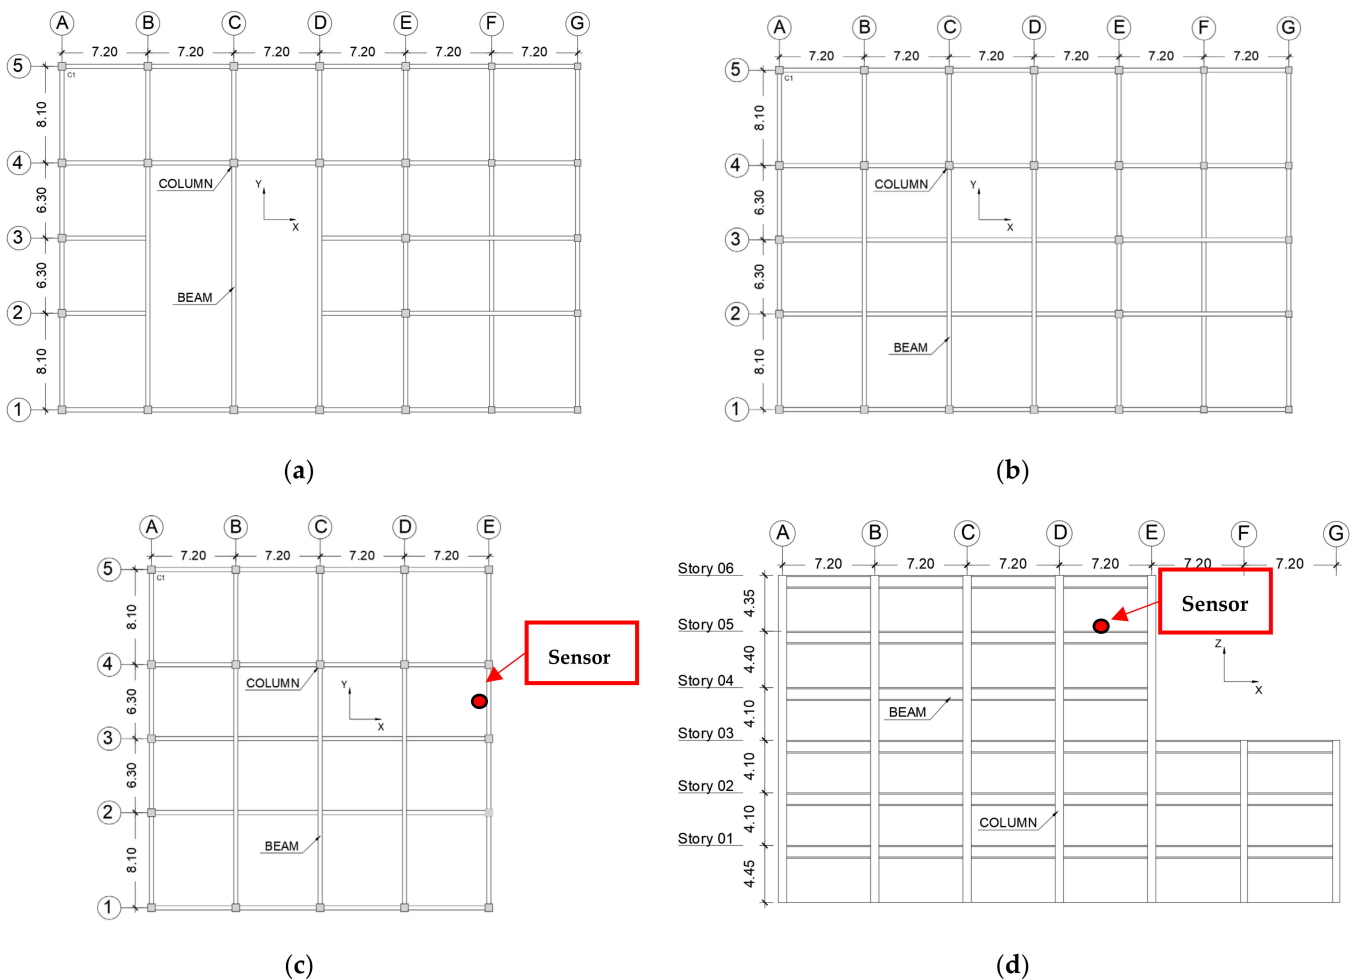 A B C D E F G
7.20 7.20 7.20 7.20 7.20 7.20
5
C1
8.10
4
COLUMN
Y
X
6.30
3
6.30
BEAM
2
8.10
1
(a)
A B C D E F G
7.20 7.20 7.20 7.20 7.20 7.20
5
C1
8.10
4
COLUMN
Y
X
6.30
3
6.30
2
BEAM
8.10
1
(b)
A B C D E
7.20 7.20 7.20 7.20
5
C1
8.10
Sensor
4
COLUMN
Y
X
6.30
3
6.30
2
BEAM
8.10
1
(c)
A B C D E F G
7.20 7.20 7.20 7.20 7.20 7.20
Story 06
4.35
Sensor
Story 05
4.40
Z
X
Story 04
BEAM
4.10
Story 03
4.10
Story 02
4.10
COLUMN
Story 01
4.45
(d)